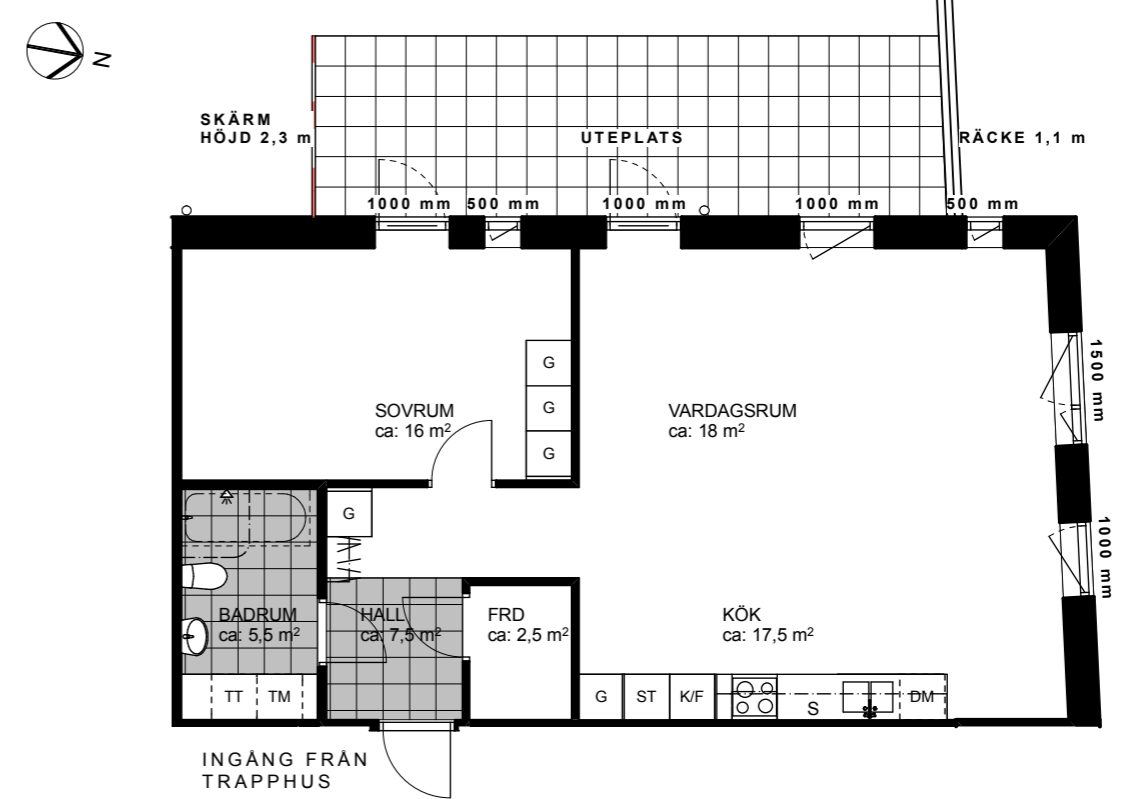 N
SKÄRM
HÖJD 2,3 m
UTEPLATS
RÄCKE 1,1 m
1000 mm
500 mm
1000 mm
1000 mm
500 mm
1500 mm
1000 mm
G
G
G
SOVRUM
ca: 16 m²
VARDAGSRUM
ca: 18 m²
G
BADRUM
ca: 5,5 m²
HALL
ca: 7,5 m²
FRD
ca: 2,5 m²
KÖK
ca: 17,5 m²
TT
TM
G
ST
K/F
S
DM
INGÅNG FRÅN
TRAPPHUS